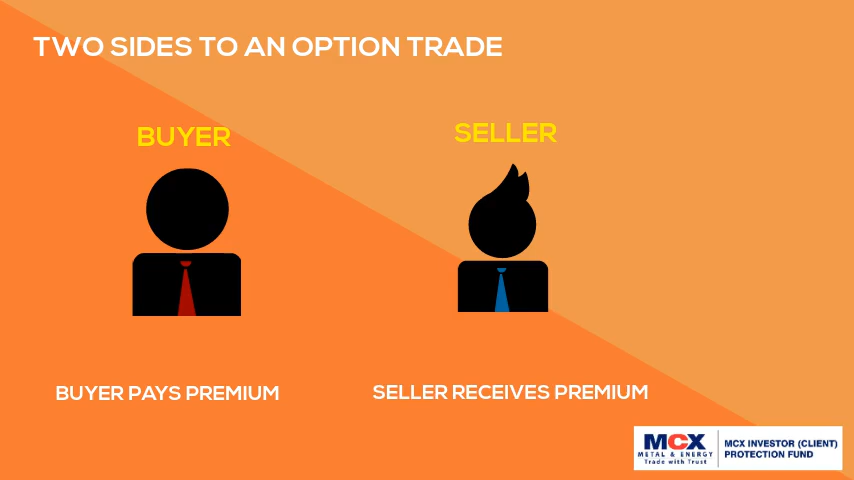 TWO SIDES TO AN OPTION TRADE
BUYER
SELLER
BUYER PAYS PREMIUM
SELLER RECEIVES PREMIUM
MCX
METAL & ENERGY
Trade with Trust
MCX INVESTOR (CLIENT)
PROTECTION FUND